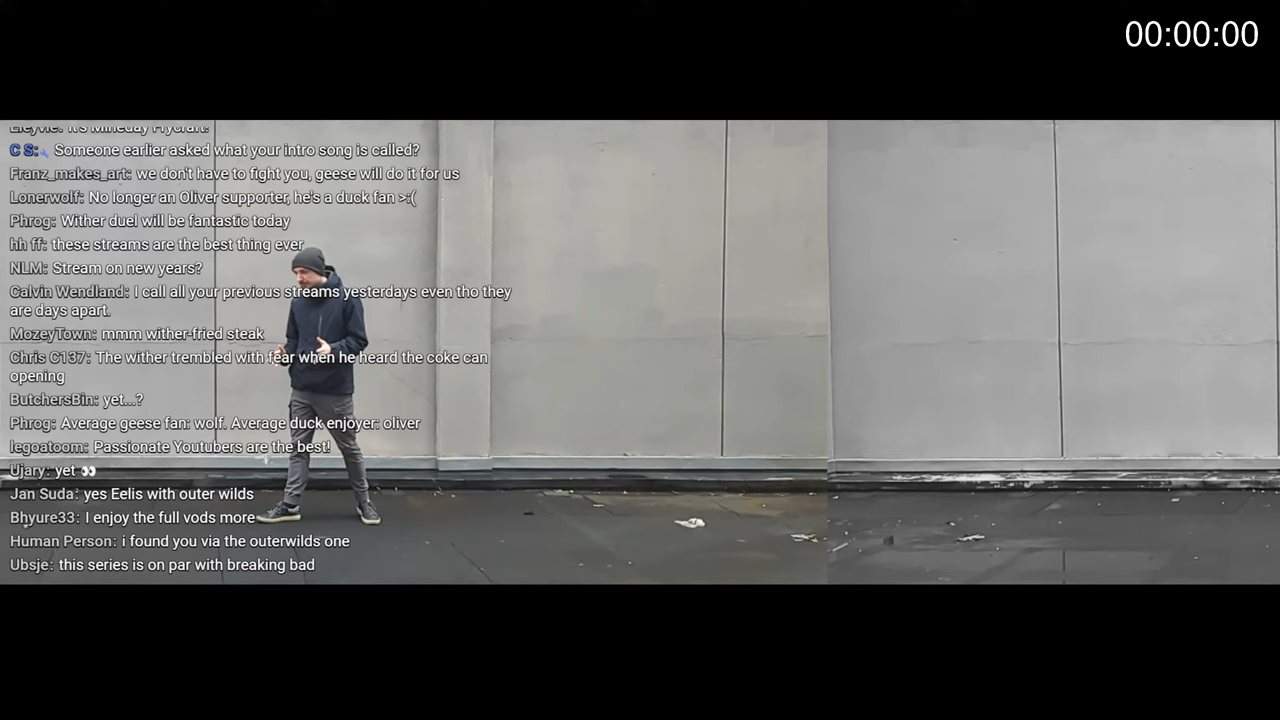 00:00:00
Eleyvie: It's Mineday Flycraft!
C S: Someone earlier asked what your intro song is called?
Franz_makes_art: we don't have to fight you, geese will do it for us
Lonerwolf: No longer an Oliver supporter, he's a duck fan >:(
Phrog: Wither duel will be fantastic today
hh ff: these streams are the best thing ever
NLM: Stream on new years?
Calvin Wendland: I call all your previous streams yesterdays even tho they
are days apart.
MozeyTown: mmm wither-fried steak
Chris C137: The wither trembled with fear when he heard the coke can
opening
ButchersBin: yet...?
Phrog: Average geese fan: wolf. Average duck enjoyer: oliver
legoatoom: Passionate Youtubers are the best!
Ujary: yet 👀
Jan Suda: yes Eelis with outer wilds
Bhyure33: I enjoy the full vods more
Human Person: i found you via the outerwilds one
Ubsje: this series is on par with breaking bad